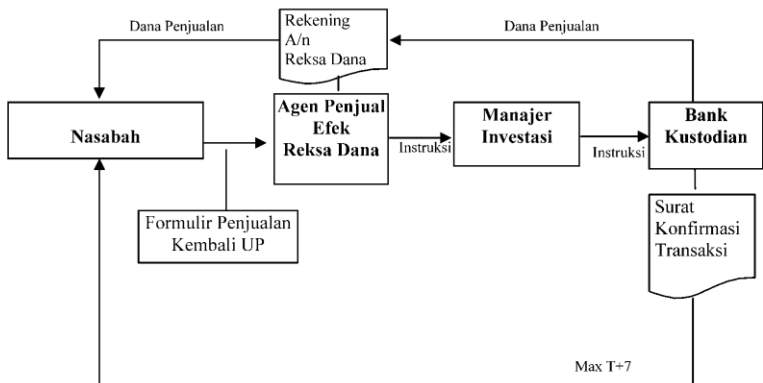 Dana Penjualan
Rekening
A/n
Reksa Dana
Dana Penjualan
Nasabah
Agen Penjual
Efek
Reksa Dana
Instruksi
Manajer
Investasi
Instruksi
Bank
Kustodian
Formulir Penjualan
Kembali UP
Surat
Konfirmasi
Transaksi
Max T+7